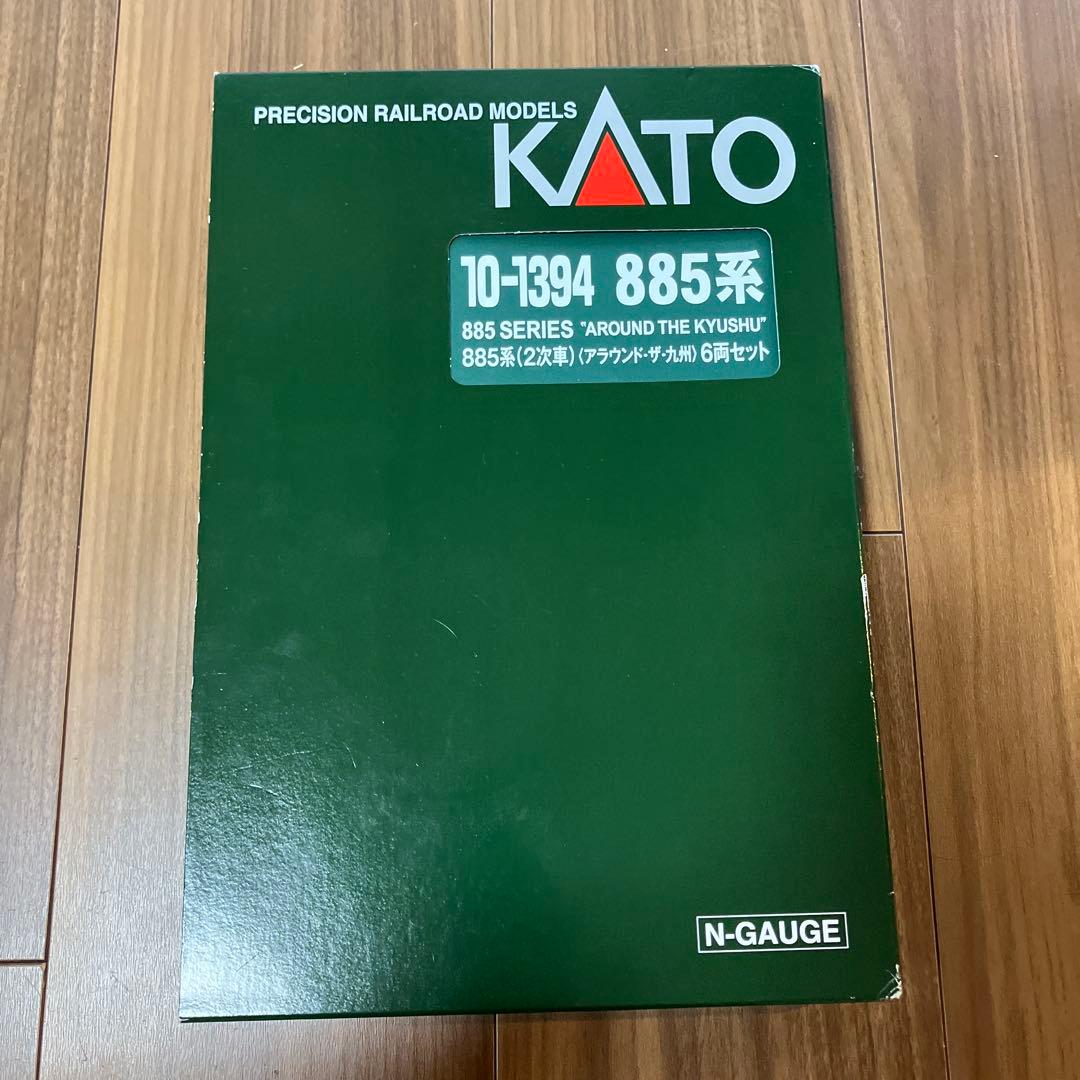 PRECISION RAILROAD MODELS
KATO
10-1394 885系
885 SERIES "AROUND THE KYUSHU"
885系(2次車)〈アラウンド-ザ-九州〉6両セット
N-GAUGE